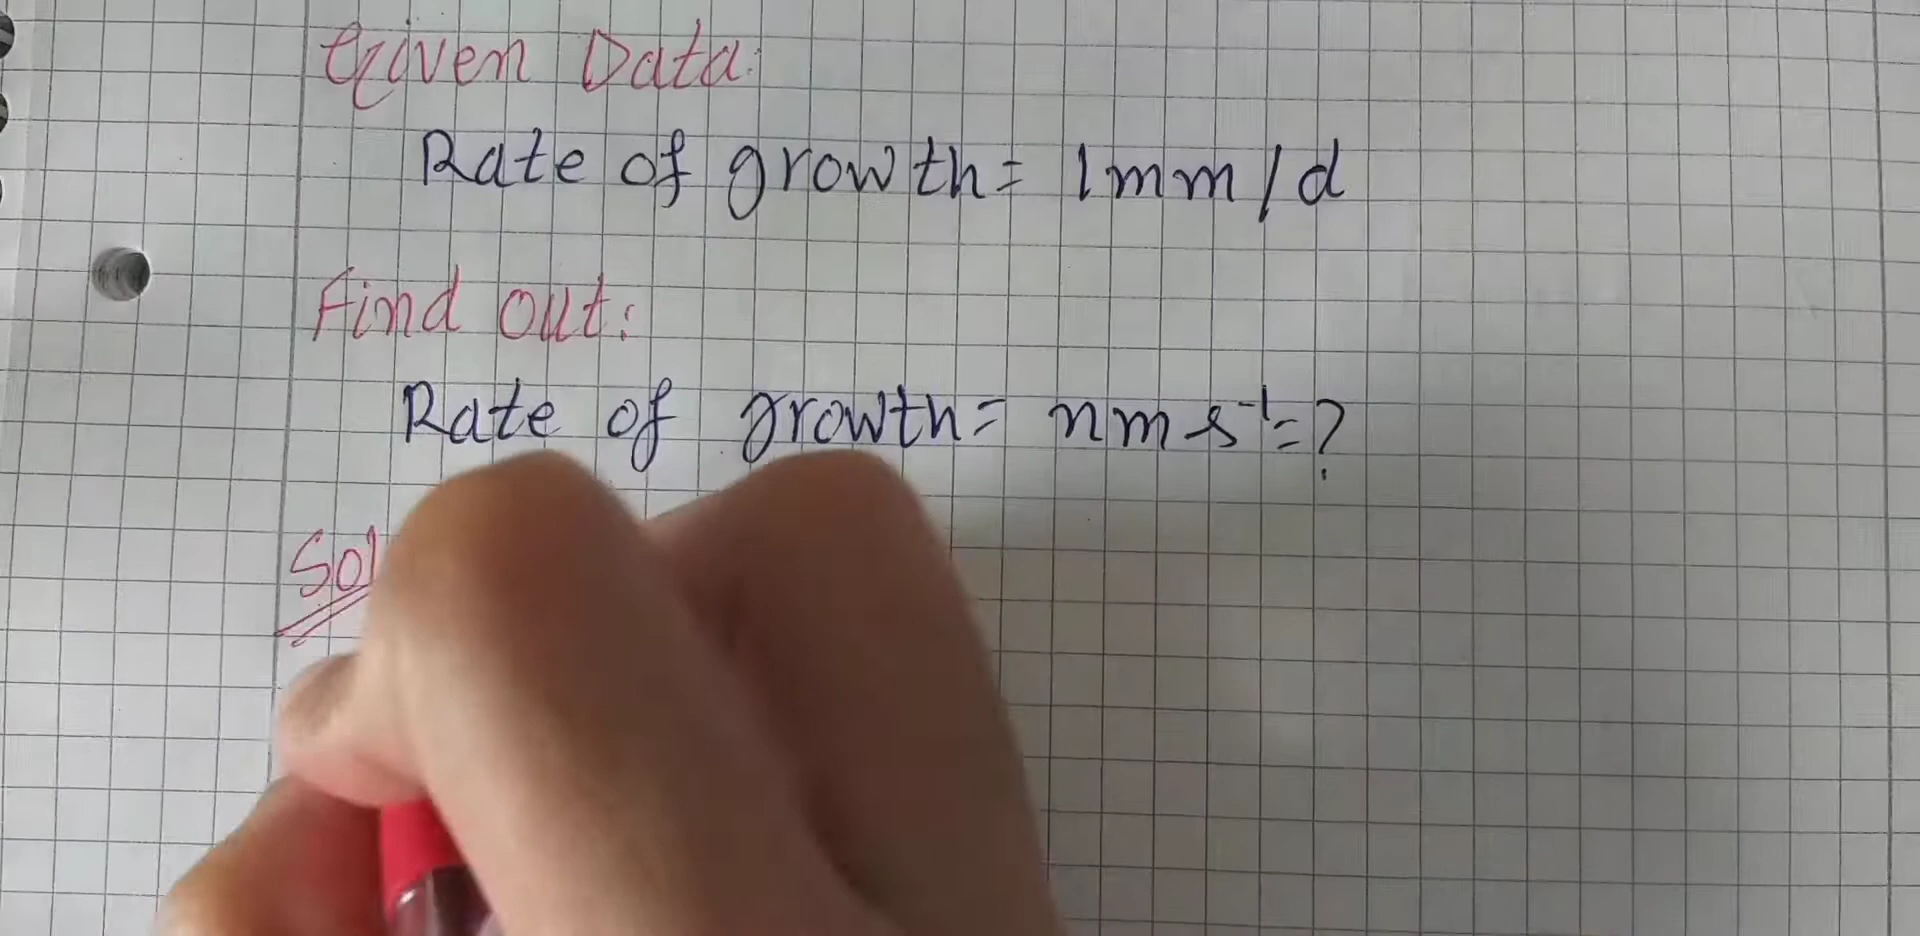 Given Data:
Rate of growth= 1mm/d
Find out:
Rate of growth= nm s⁻¹=?
Sol